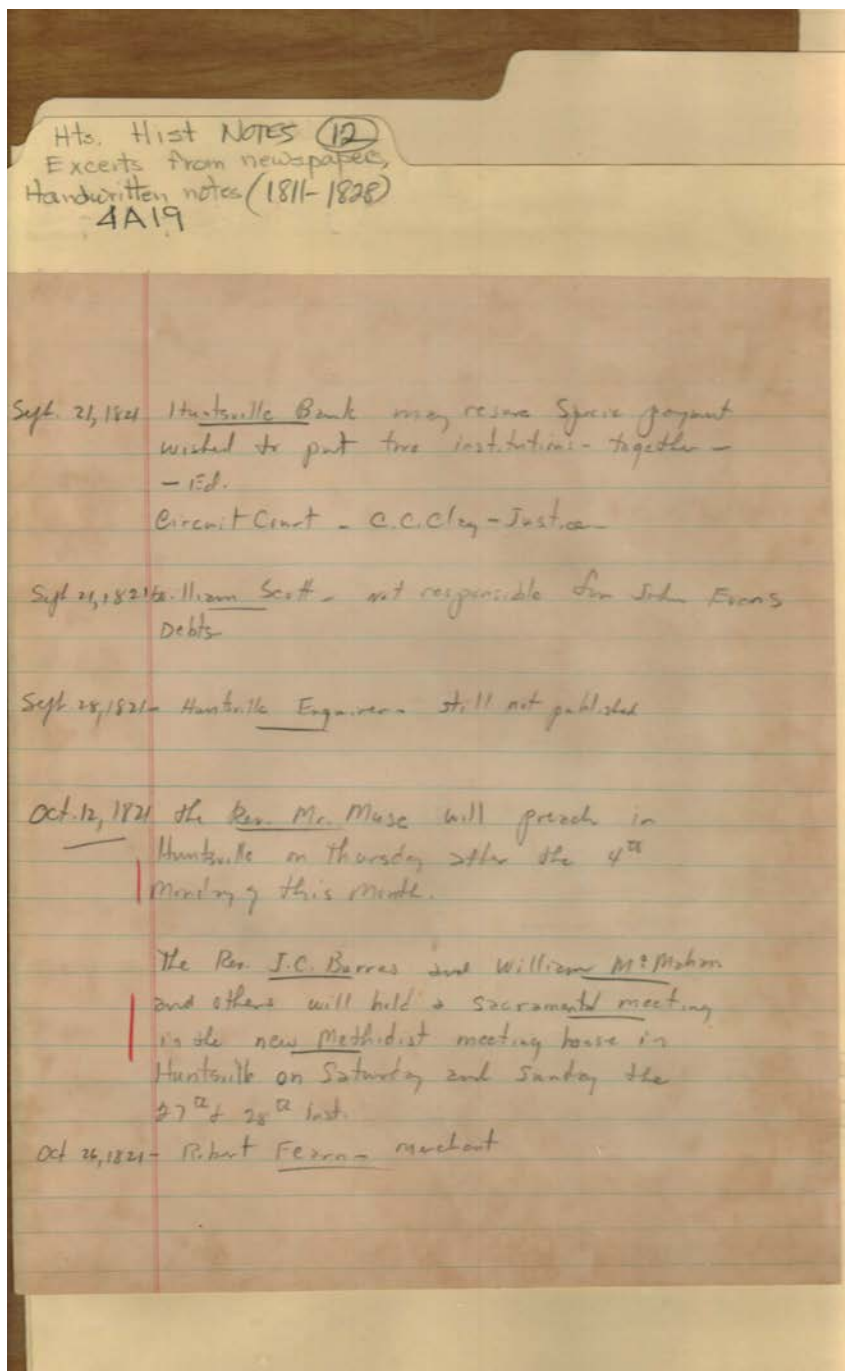 Hts. Hist NOTES (12)
Excerts from newspapers,
Handwritten notes (1811-1828)
4A19
Sept. 21, 1821 Huntsville Bank may resume Specie payment
wished to put two institutions - together -
- Ed.
Circuit Court - C.C. Clay - Justice
Sept 21, 1821 William Scott - not responsible for John Evans
Debts
Sept 28, 1821 - Huntsville Enquirer - still not published
Oct. 12, 1821 the Rev. Mr. Muse will preach in
Huntsville on Thursday after the 4th
Monday of this month.
The Rev. J.C. Burres and William McMahan
and others will hold a sacramental meeting
in the new Methidist meeting house in
Huntsville on Saturday and Sunday the
27th & 28th inst.
Oct 26, 1821 - Robert Fearn - merchant